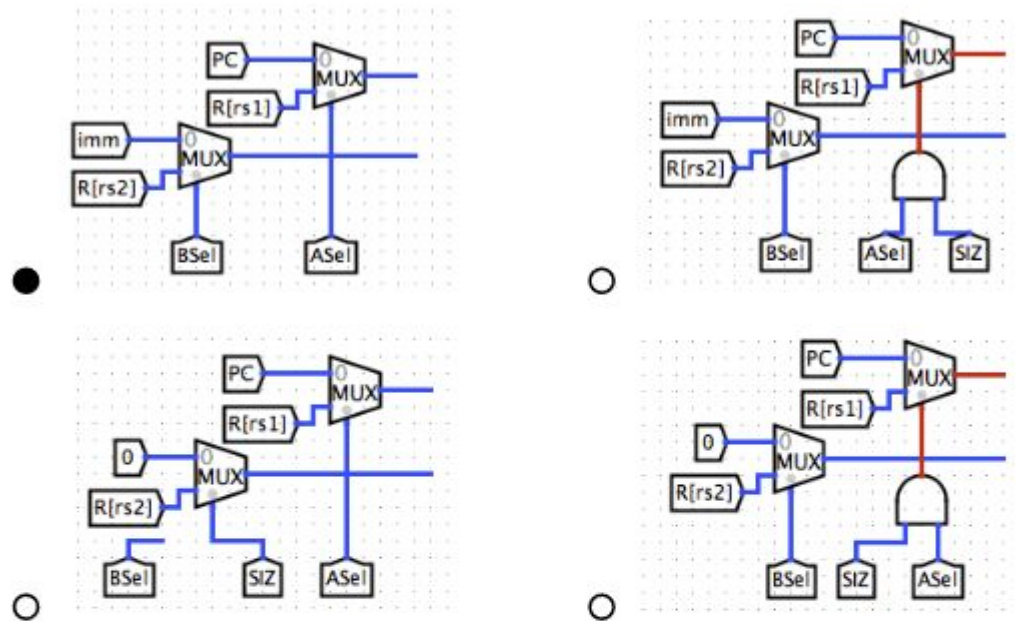 PC
0
MUX
R[rs1]
imm
0
MUX
R[rs2]
BSel
ASel
PC
0
MUX
R[rs1]
imm
0
MUX
R[rs2]
BSel
ASel
SIZ
PC
0
MUX
R[rs1]
0
0
MUX
R[rs2]
BSel
SIZ
ASel
PC
0
MUX
R[rs1]
0
0
MUX
R[rs2]
BSel
SIZ
ASel